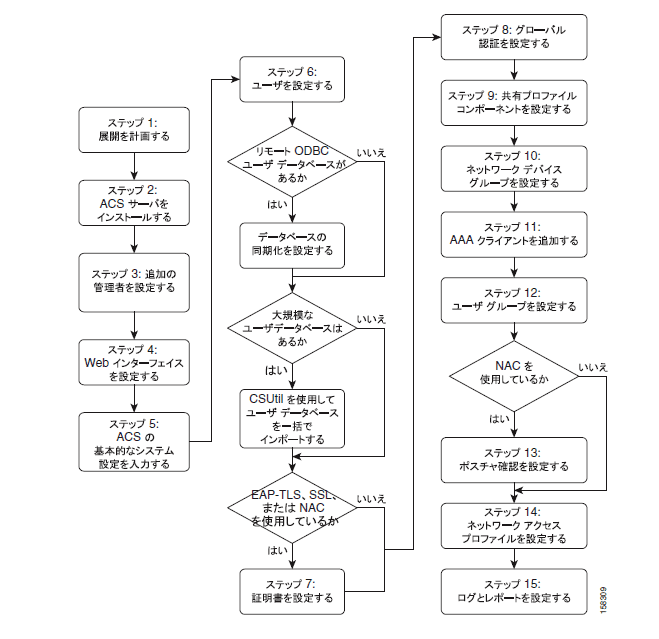 ステップ 1:
展開を計画する
ステップ 2:
ACS サーバを
インストールする
ステップ 3: 追加の
管理者を設定する
ステップ 4:
Web インターフェイス
を設定する
ステップ 5:
ACS の
基本的なシステム
設定を入力する
ステップ 6:
ユーザを設定する
リモート ODBC
ユーザ データベースが
あるか
いいえ
はい
データベースの
同期化を設定する
大規模な
ユーザデータベースは
あるか
いいえ
はい
CSUtil を使用して
ユーザ データベース
を一括で
インポートする
EAP-TLS、SSL、
または NAC
を使用しているか
いいえ
はい
ステップ 7:
証明書を設定する
ステップ 8: グローバル
認証を設定する
ステップ 9: 共有プロファイル
コンポーネントを設定する
ステップ 10:
ネットワーク デバイス
グループを設定する
ステップ 11:
AAA クライアントを追加する
ステップ 12:
ユーザ グループを設定する
NAC を
使用しているか
いいえ
はい
ステップ 13:
ポスチャ確認を設定する
ステップ 14:
ネットワーク アクセス
プロファイルを設定する
ステップ 15:
ログとレポートを設定する
158309